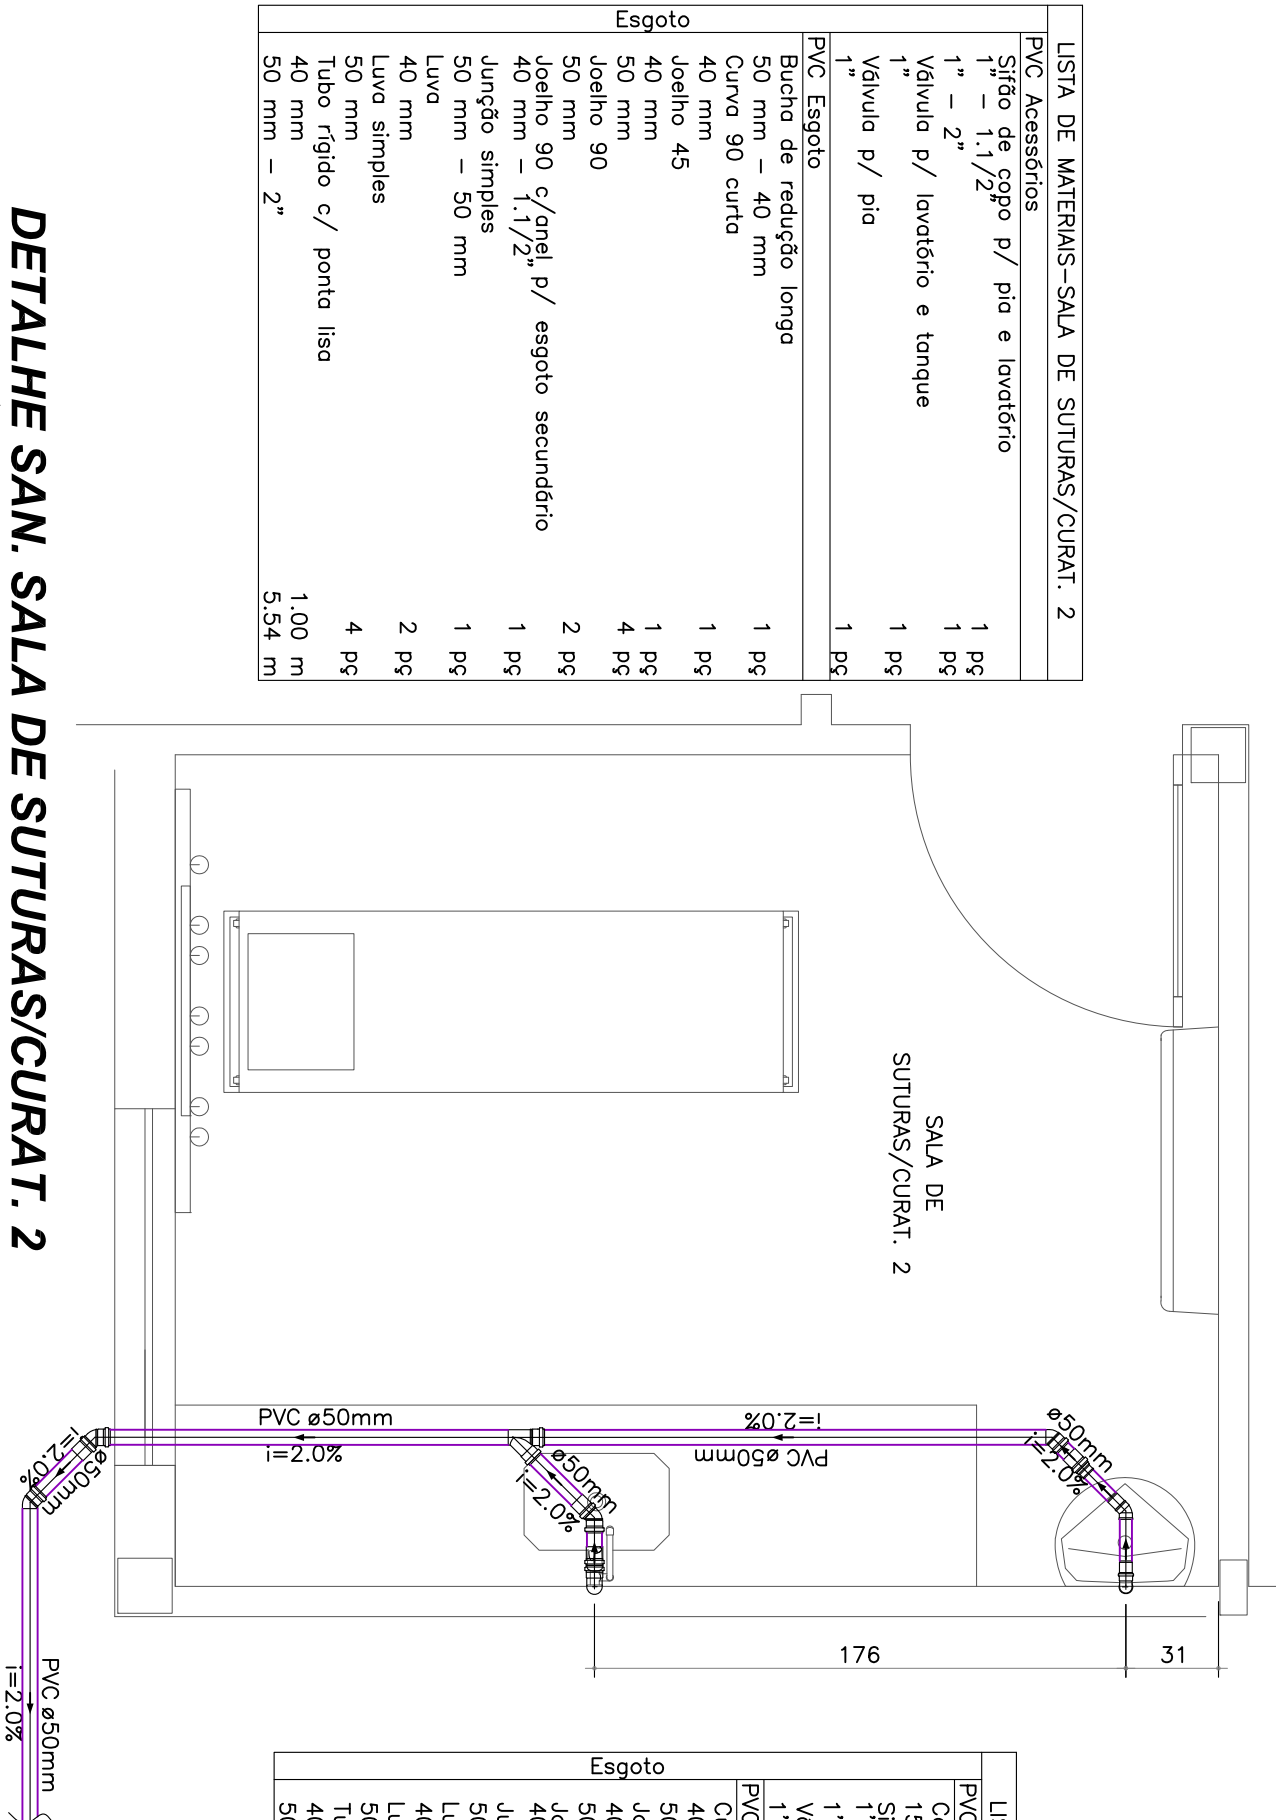 LISTA DE MATERIAIS-SALA DE SUTURAS/CURAT. 2
Esgoto
PVC Acessórios
Sifão de copo p/ pia e lavatório
1" - 1.1/2" 1 pç
1" - 2" 1 pç
Válvula p/ lavatório e tanque
1" 1 pç
Válvula p/ pia
1" 1 pç
PVC Esgoto
Bucha de redução longa
50 mm - 40 mm 1 pç
Curva 90 curta
40 mm 1 pç
Joelho 45
40 mm 1 pç
50 mm 4 pç
Joelho 90
50 mm 2 pç
Joelho 90 c/anel p/ esgoto secundário
40 mm - 1.1/2" 1 pç
Junção simples
50 mm - 50 mm 1 pç
Luva
40 mm 2 pç
Luva simples
50 mm 4 pç
Tubo rígido c/ ponta lisa
40 mm 1.00 m
50 mm - 2" 5.54 m
DETALHE SAN. SALA DE SUTURAS/CURAT. 2
SALA DE
SUTURAS/CURAT. 2
PVC ø50mm
i=2.0%
i=2.0%
PVC ø50mm
ø50mm
i=2.0%
ø50mm
i=2.0%
i=2.0%
ø50mm
PVC ø50mm
i=2.0%
176
31
Esgoto
PVC
PVC